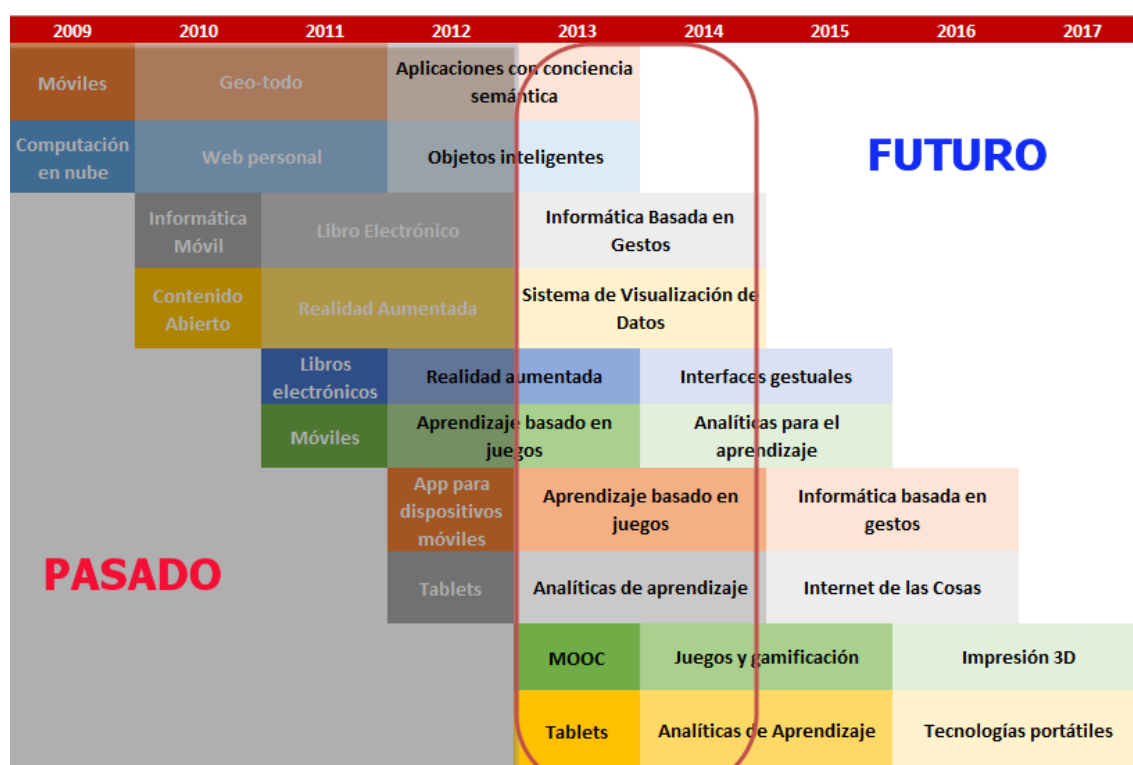 2009 2010 2011 2012 2013 2014 2015 2016 2017
Móviles Geo-todo Aplicaciones con conciencia
semántica
Computación
en nube Web personal Objetos inteligentes
FUTURO
Informática
Móvil Libro Electrónico Informática Basada en
Gestos
Contenido
Abierto Realidad Aumentada Sistema de Visualización de
Datos
Libros
electrónicos Realidad aumentada Interfaces gestuales
Móviles Aprendizaje basado en
juegos Analíticas para el
aprendizaje
App para
dispositivos
móviles Aprendizaje basado en
juegos Informática basada en
gestos
PASADO
Tablets Analíticas de aprendizaje Internet de las Cosas
MOOC Juegos y gamificación Impresión 3D
Tablets Analíticas de Aprendizaje Tecnologías portátiles